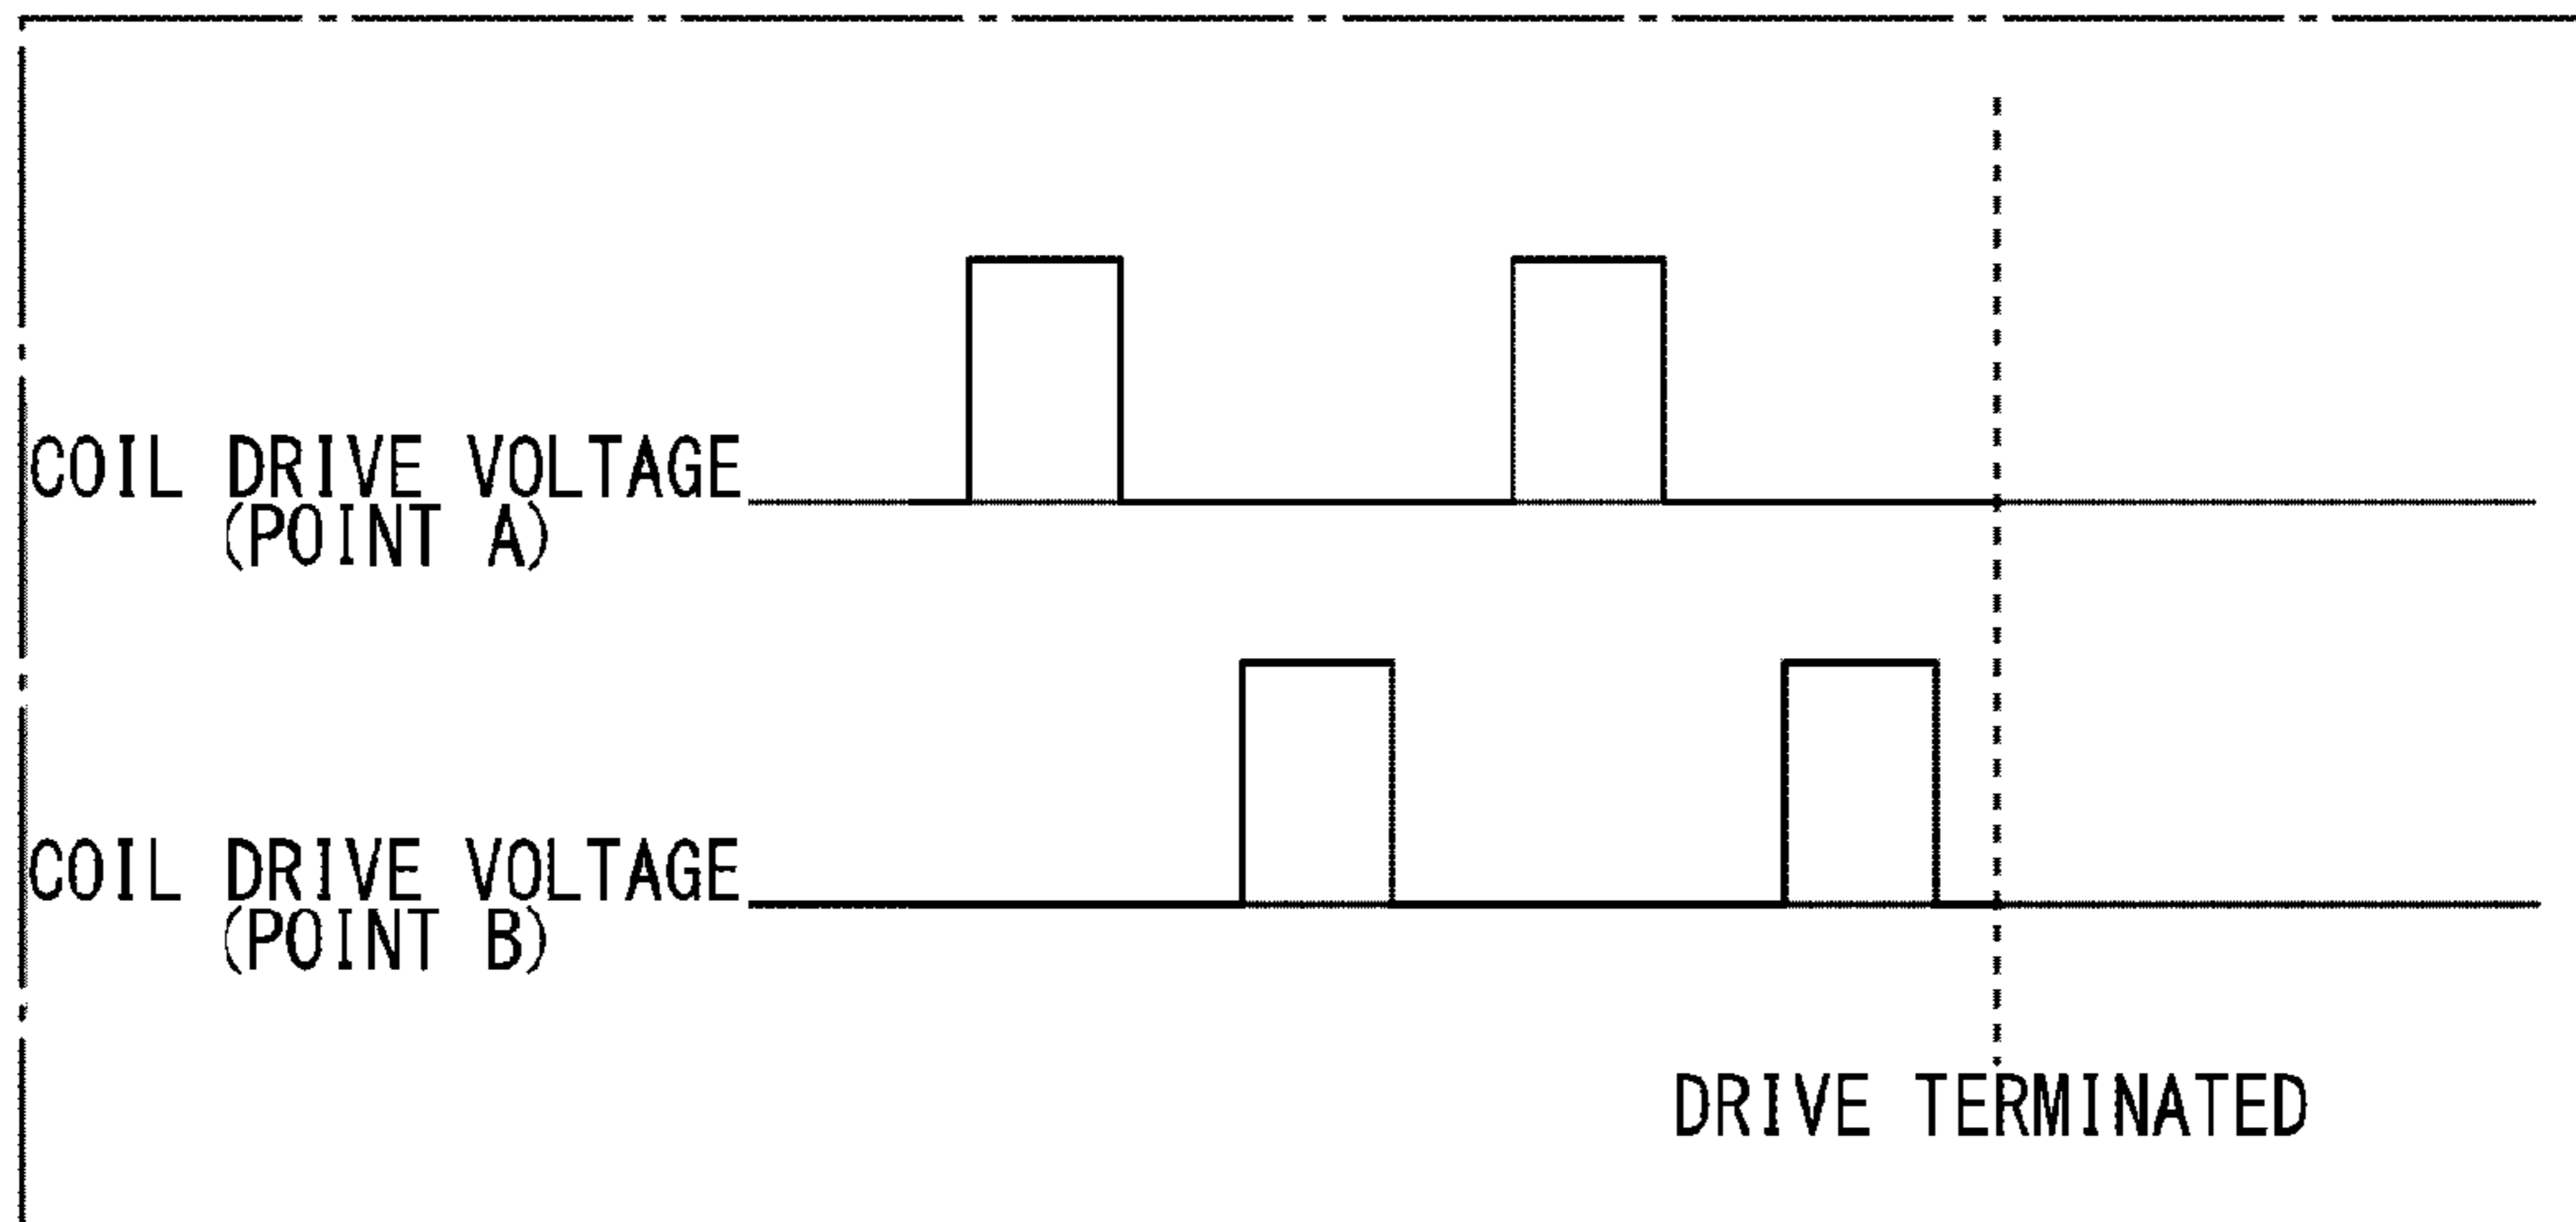 COIL DRIVE VOLTAGE
(POINT A)
COIL DRIVE VOLTAGE
(POINT B)
DRIVE TERMINATED